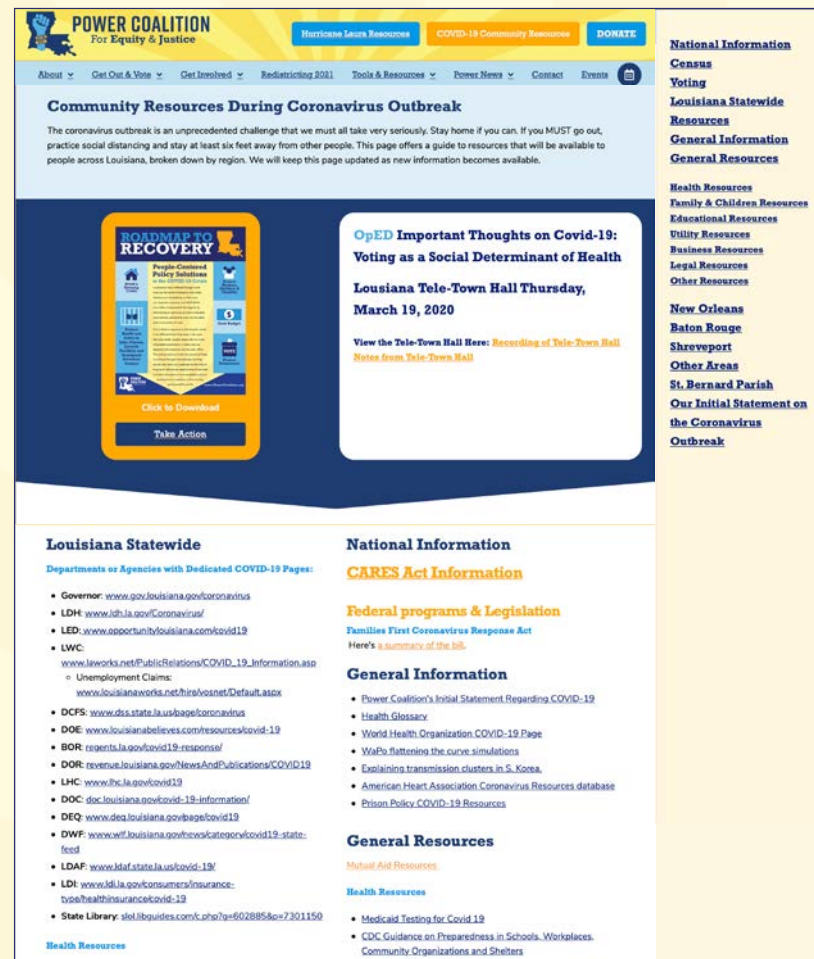 POWER COALITION
For Equity & Justice
Hurricane Laura Resources
COVID-19 Community Resources
DONATE
About
Get Out & Vote
Get Involved
Redistricting 2021
Tools & Resources
Power News
Contact
Events
Community Resources During Coronavirus Outbreak
The coronavirus outbreak is an unprecedented challenge that we must all take very seriously. Stay home if you can. If you MUST go out,
practice social distancing and stay at least six feet away from other people. This page offers a guide to resources that will be available to
people across Louisiana, broken down by region. We will keep this page updated as new information becomes available.
ROADMAP TO
RECOVERY
People-Centered
Policy Solutions
to the COVID-19 Crisis
Click to Download
Take Action
OpED Important Thoughts on Covid-19:
Voting as a Social Determinant of Health
Lousiana Tele-Town Hall Thursday,
March 19, 2020
View the Tele-Town Hall Here: Recording of Tele-Town Hall
Notes from Tele-Town Hall
Louisiana Statewide
Departments or Agencies with Dedicated COVID-19 Pages:
• Governor: www.gov.louisiana.gov/coronavirus
• LDH: www.ldh.la.gov/Coronavirus/
• LED: www.opportunitylouisiana.com/covid19
• LWC:
www.laworks.net/PublicRelations/COVID_19_Information.asp
○ Unemployment Claims:
www.louisianaworks.net/hire/vosnet/Default.aspx
• DCFS: www.dss.state.la.us/page/coronavirus
• DOE: www.louisianabelieves.com/resources/covid-19
• BOR: regents.la.gov/covid19-response/
• DOR: revenue.louisiana.gov/NewsAndPublications/COVID19
• LHC: www.lhc.la.gov/covid19
• DOC: doc.louisiana.gov/covid-19-information/
• DEQ: www.deq.louisiana.gov/page/covid19
• DWF: www.wlf.louisiana.gov/news/category/covid19-state-
feed
• LDAF: www.ldaf.state.la.us/covid-19/
• LDI: www.ldi.la.gov/consumers/insurance-
type/healthinsurance/covid-19
• State Library: slol.libguides.com/c.php?g=602885&p=7301150
Health Resources
National Information
CARES Act Information
Federal programs & Legislation
Families First Coronavirus Response Act
Here's a summary of the bill.
General Information
• Power Coalition's Initial Statement Regarding COVID-19
• Health Glossary
• World Health Organization COVID-19 Page
• WaPo flattening the curve simulations
• Explaining transmission clusters in S. Korea.
• American Heart Association Coronavirus Resources database
• Prison Policy COVID-19 Resources
General Resources
Mutual Aid Resources
Health Resources
• Medicaid Testing for Covid 19
• CDC Guidance on Preparedness in Schools, Workplaces,
Community Organizations and Shelters
National Information
Census
Voting
Louisiana Statewide
Resources
General Information
General Resources
Health Resources
Family & Children Resources
Educational Resources
Utility Resources
Business Resources
Legal Resources
Other Resources
New Orleans
Baton Rouge
Shreveport
Other Areas
St. Bernard Parish
Our Initial Statement on
the Coronavirus
Outbreak